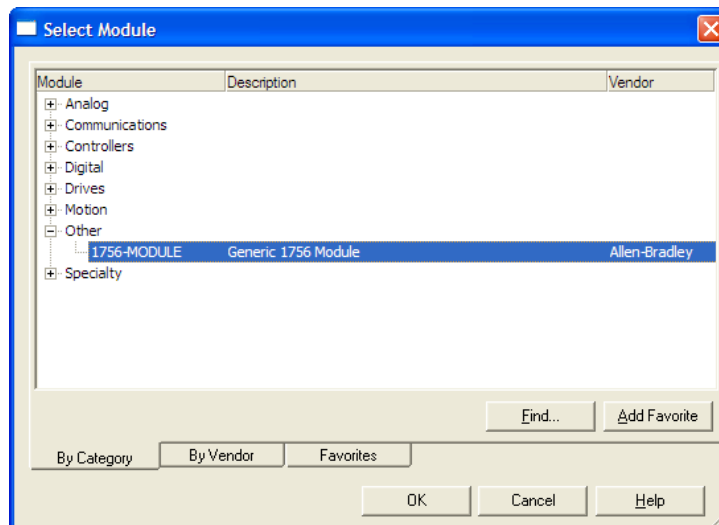 Select Module
Module Description Vendor
Analog
Communications
Controllers
Digital
Drives
Motion
Other
1756-MODULE Generic 1756 Module Allen-Bradley
Specialty
Find... Add Favorite
By Category By Vendor Favorites
OK Cancel Help